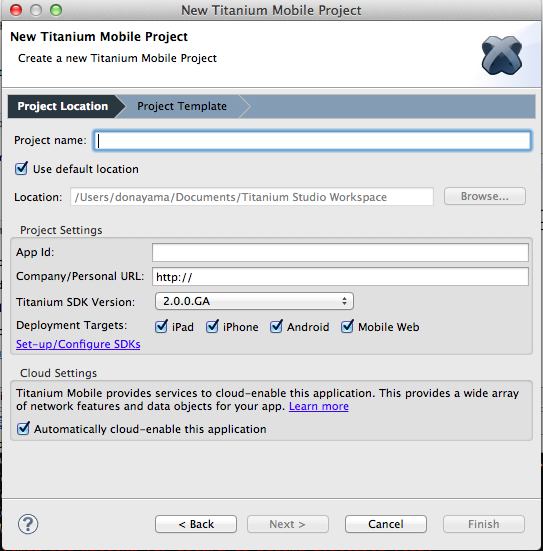 New Titanium Mobile Project
New Titanium Mobile Project
Create a new Titanium Mobile Project
Project Location
Project Template
Project name:
Use default location
Location: /Users/donayama/Documents/Titanium Studio Workspace Browse...
Project Settings
App Id:
Company/Personal URL: http://
Titanium SDK Version: 2.0.0.GA
Deployment Targets: iPad iPhone Android Mobile Web
Set-up/Configure SDKs
Cloud Settings
Titanium Mobile provides services to cloud-enable this application. This provides a wide array
of network features and data objects for your app. Learn more
Automatically cloud-enable this application
? < Back Next > Cancel Finish